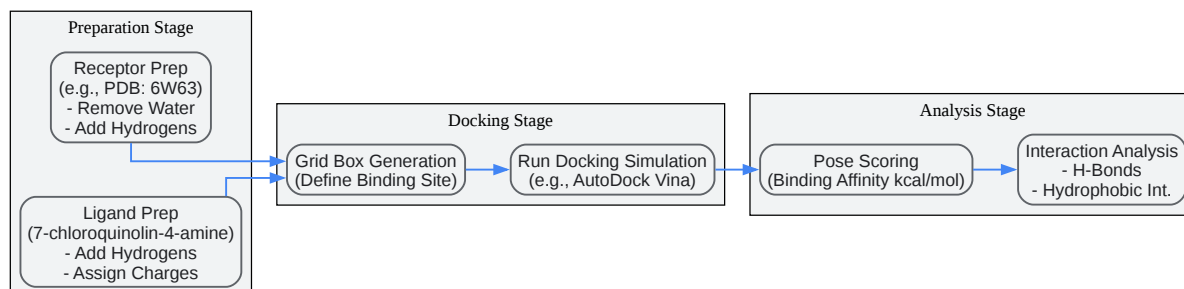 Preparation Stage
Receptor Prep
(e.g., PDB: 6W63)
- Remove Water
- Add Hydrogens
Ligand Prep
(7-chloroquinolin-4-amine)
- Add Hydrogens
- Assign Charges
Docking Stage
Grid Box Generation
(Define Binding Site)
Run Docking Simulation
(e.g., AutoDock Vina)
Analysis Stage
Pose Scoring
(Binding Affinity kcal/mol)
Interaction Analysis
- H-Bonds
- Hydrophobic Int.